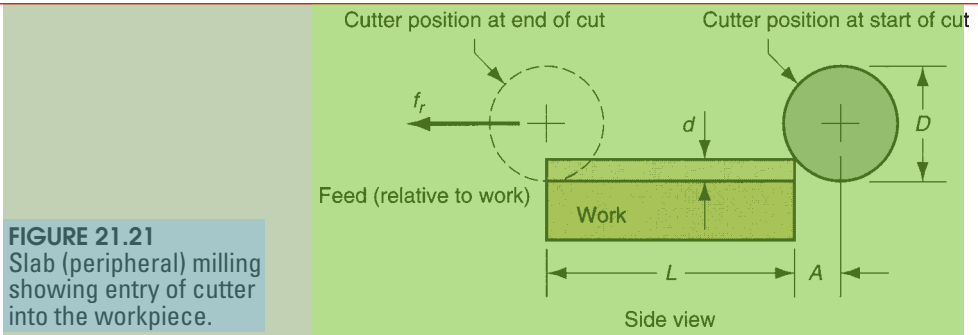 Cutter position at end of cut
Cutter position at start of cut
fr
d
D
Feed (relative to work)
Work
FIGURE 21.21
Slab (peripheral) milling
showing entry of cutter
into the workpiece.
L
A
Side view